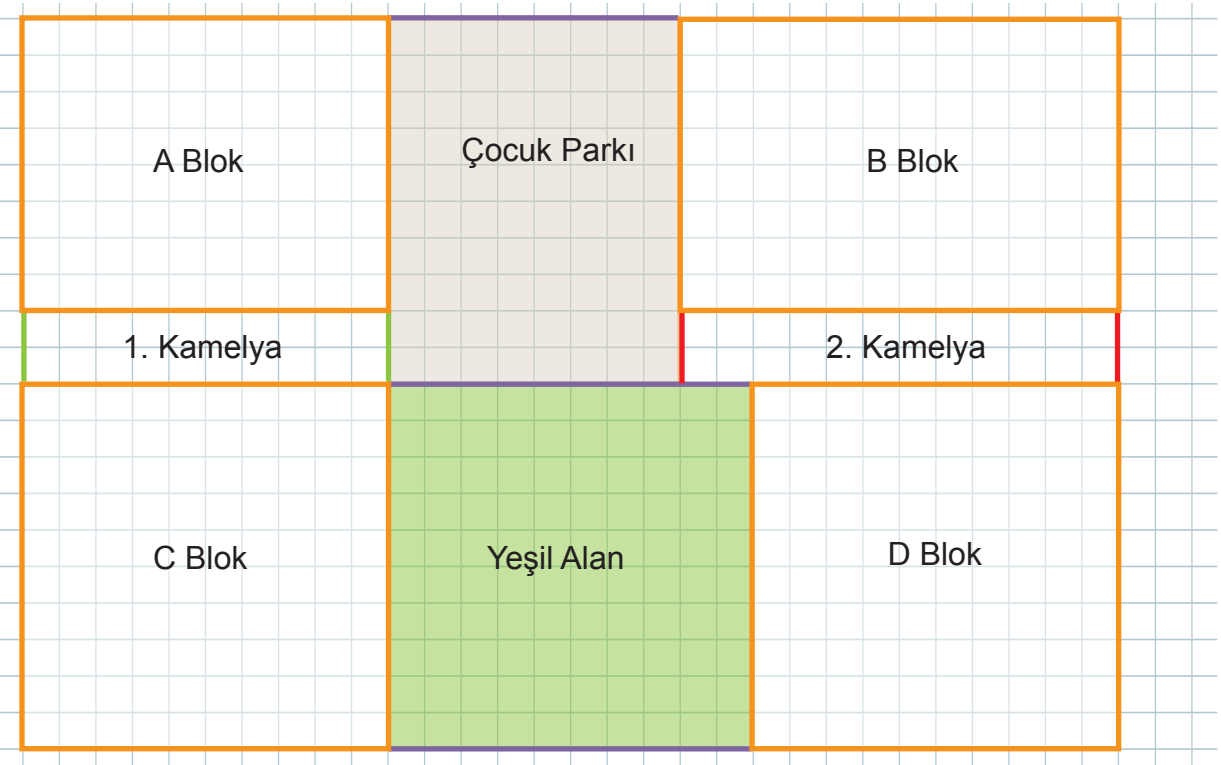 A Blok
Çocuk Parkı
B Blok
1. Kamelya
2. Kamelya
C Blok
Yeşil Alan
D Blok